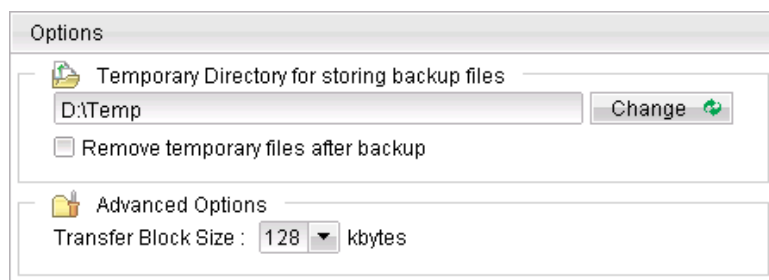 Options
Temporary Directory for storing backup files
D:\Temp
Change
Remove temporary files after backup
Advanced Options
Transfer Block Size : 128 kbytes